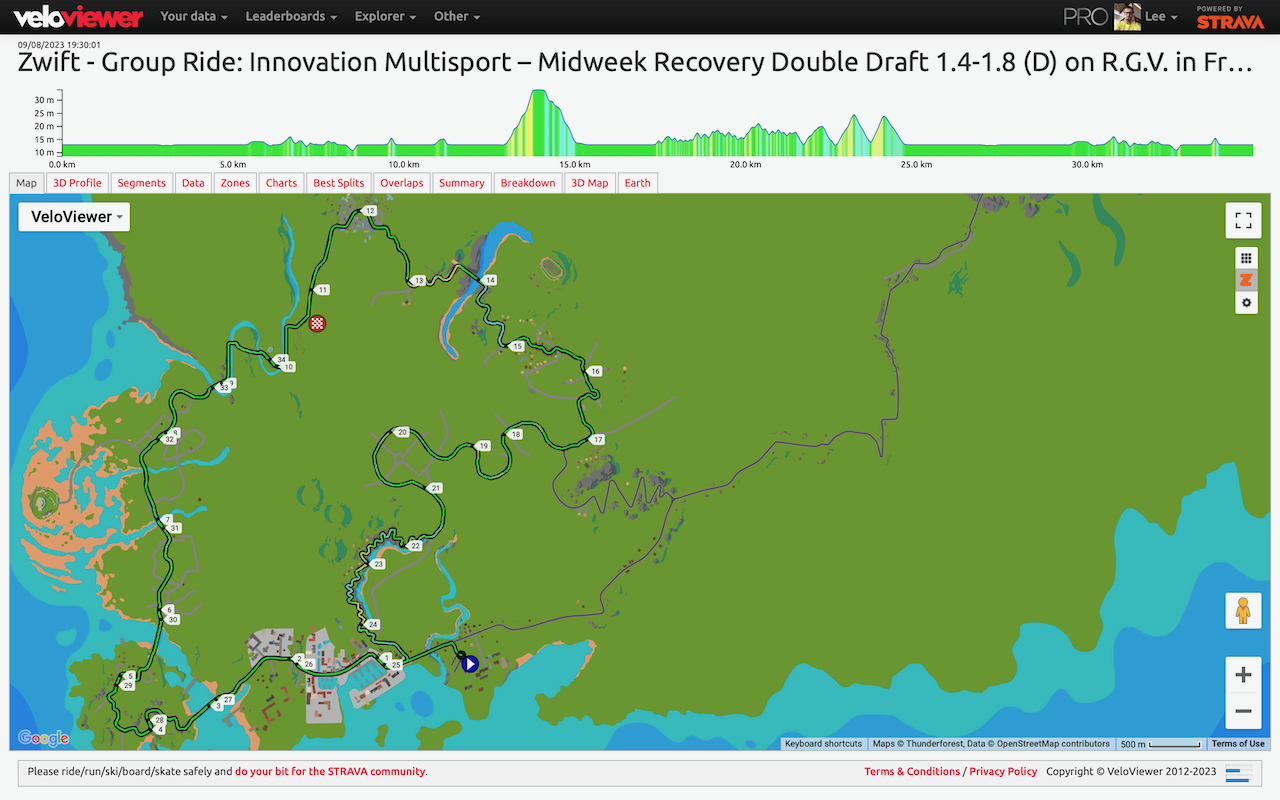 veloviewer Your data Leaderboards Explorer Other PRO Lee POWERED BY STRAVA
09/08/2023 19:30:01
Zwift - Group Ride: Innovation Multisport – Midweek Recovery Double Draft 1.4-1.8 (D) on R.G.V. in Fr…
30 m
25 m
20 m
15 m
10 m
0.0 km 5.0 km 10.0 km 15.0 km 20.0 km 25.0 km 30.0 km
Map 3D Profile Segments Data Zones Charts Best Splits Overlaps Summary Breakdown 3D Map Earth
VeloViewer
12
13 14
11
15
34
10
16
9
33
8
32
20
18
17
19
21
7
31
22
23
6
30
24
2
26
1
25
5
29
27
3
28
4
Google
Keyboard shortcuts Maps © Thunderforest, Data © OpenStreetMap contributors 500 m Terms of Use
Please ride/run/ski/board/skate safely and do your bit for the STRAVA community.
Terms & Conditions / Privacy Policy Copyright © VeloViewer 2012-2023